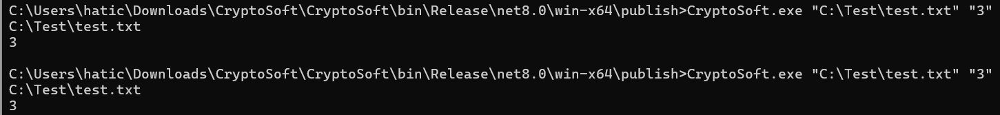 C:\Users\hatic\Downloads\CryptoSoft\CryptoSoft\bin\Release\net8.0\win-x64\publish>CryptoSoft.exe "C:\Test\test.txt" "3"
C:\Test\test.txt
3
C:\Users\hatic\Downloads\CryptoSoft\CryptoSoft\bin\Release\net8.0\win-x64\publish>CryptoSoft.exe "C:\Test\test.txt" "3"
C:\Test\test.txt
3